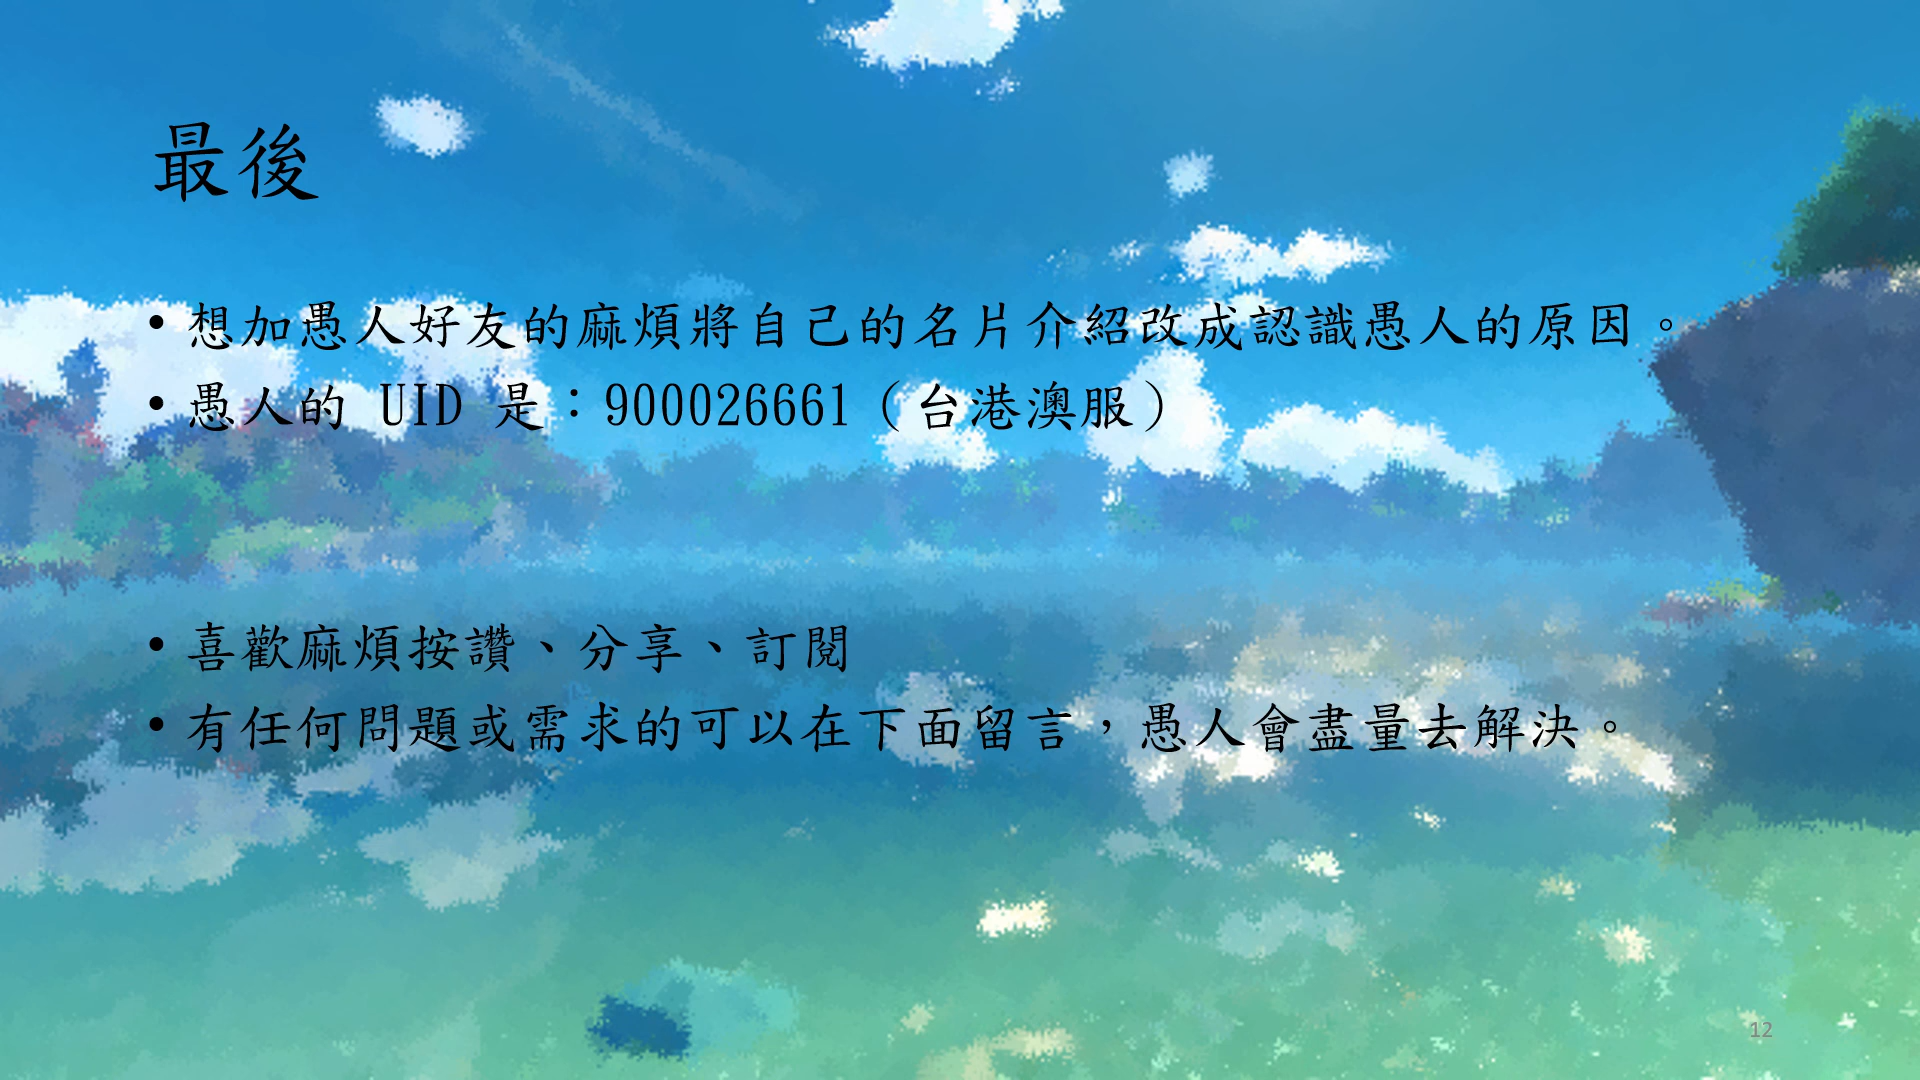 最後
• 想加愚人好友的麻煩將自己的名片介紹改成認識愚人的原因。
• 愚人的 UID 是：900026661（台港澳服）
• 喜歡麻煩按讚、分享、訂閱
• 有任何問題或需求的可以在下面留言，愚人會盡量去解決。
12